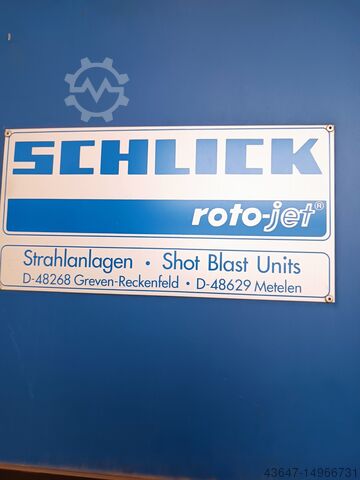 SCHLICK
roto-jet®
Strahlanlagen • Shot Blast Units
D-48268 Greven-Reckenfeld • D-48629 Metelen
43647-14966731